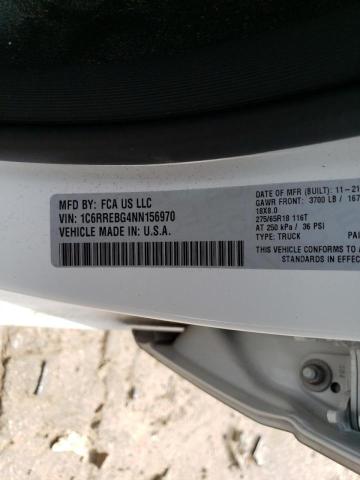 MFD BY: FCA US LLC
VIN: 1C6RREBG4NN156970
VEHICLE MADE IN: U.S.A.
DATE OF MFR (BUILT): 11-21
GAWR FRONT: 3700 LB / 167
18X8.0
275/65R18 116T
AT 250 kPa / 36 PSI
TYPE: TRUCK
THIS VEHICLE CONFORMS TO
STANDARDS IN EFFECT